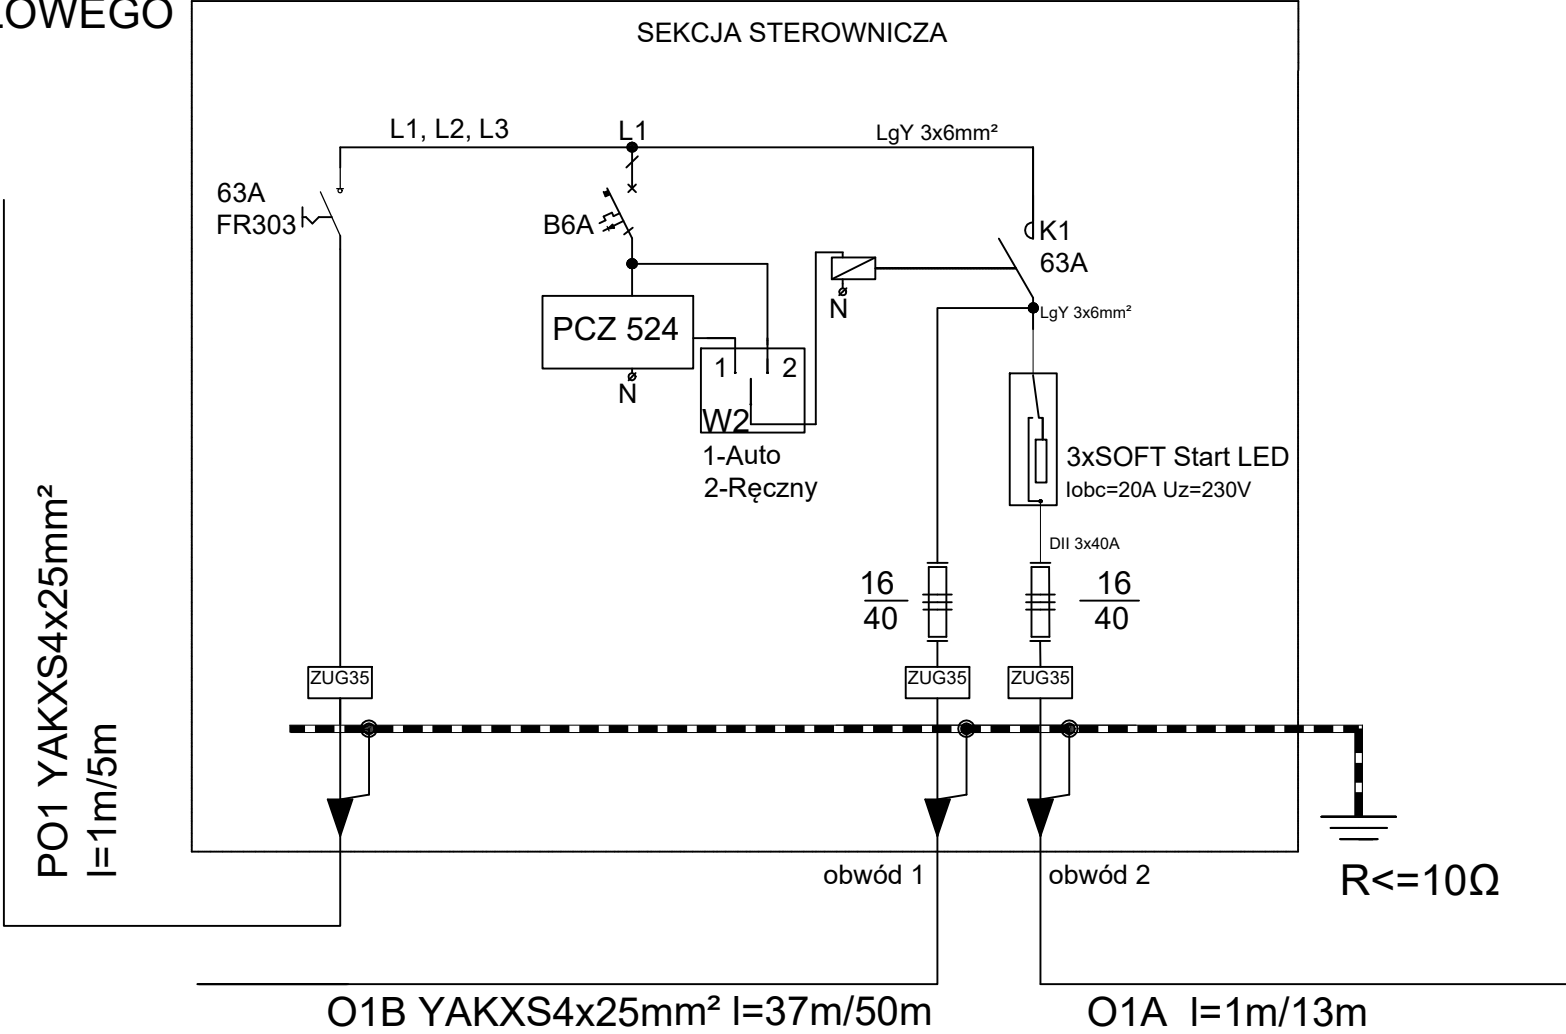 ŁOWEGO
SEKCJA STEROWNICZA
L1, L2, L3
L1
LgY 3x6mm²
63A
FR303
B6A
K1
63A
N
LgY 3x6mm²
PCZ 524
N
1
2
W2
1-Auto
2-Ręczny
3xSOFT Start LED
Iobc=20A Uz=230V
DII 3x40A
16
40
16
40
ZUG35
ZUG35
ZUG35
PO1 YAKXS4x25mm²
l=1m/5m
obwód 1
obwód 2
R<=10Ω
O1B YAKXS4x25mm² l=37m/50m
O1A l=1m/13m